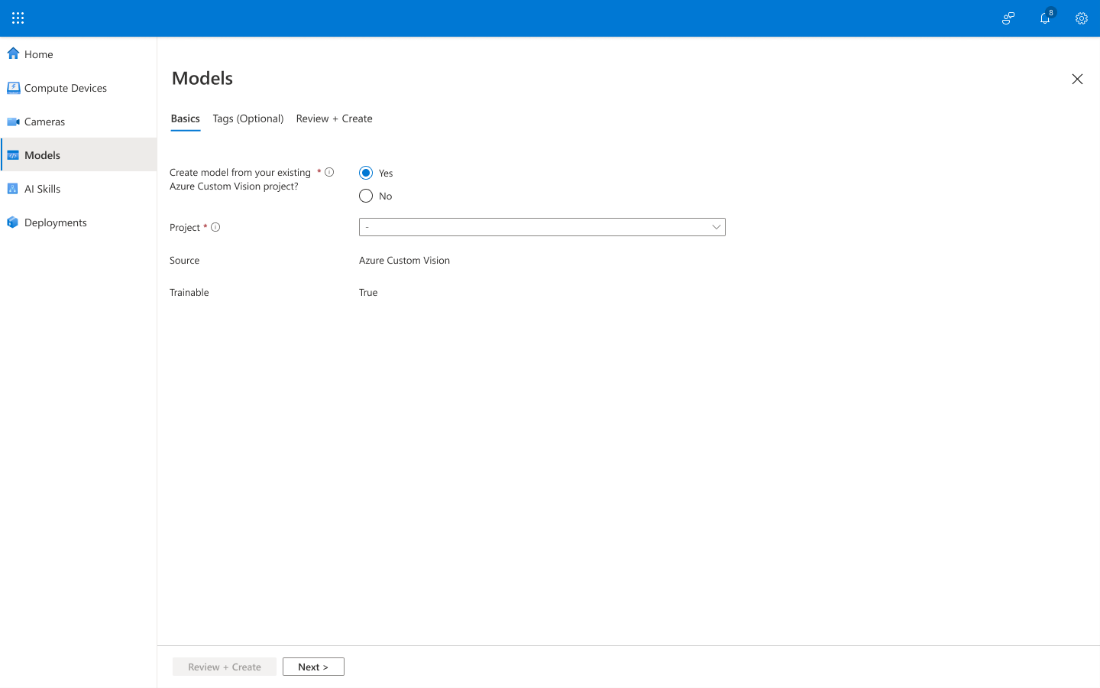 8
Home
Compute Devices
Cameras
Models
AI Skills
Deployments
Models
Basics Tags (Optional) Review + Create
Create model from your existing *
Azure Custom Vision project?
Yes
No
Project *
-
Source Azure Custom Vision
Trainable True
Review + Create Next >